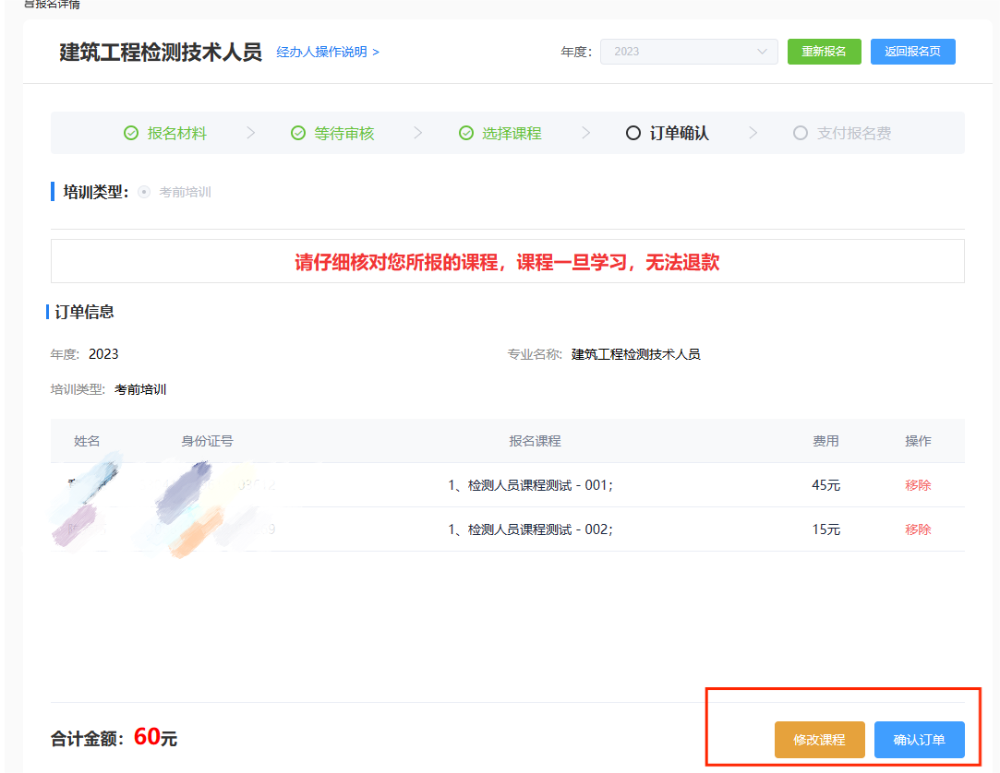 报名详情
建筑工程检测技术人员 经办人操作说明 > 年度: 2023 重新报名 返回报名页
报名材料 等待审核 选择课程 订单确认 支付报名费
培训类型: 考前培训
请仔细核对您所报的课程，课程一旦学习，无法退款
订单信息
年度: 2023 专业名称: 建筑工程检测技术人员
培训类型: 考前培训
姓名 身份证号 报名课程 费用 操作
1、检测人员课程测试 - 001; 45元 移除
1、检测人员课程测试 - 002; 15元 移除
合计金额: 60元 修改课程 确认订单